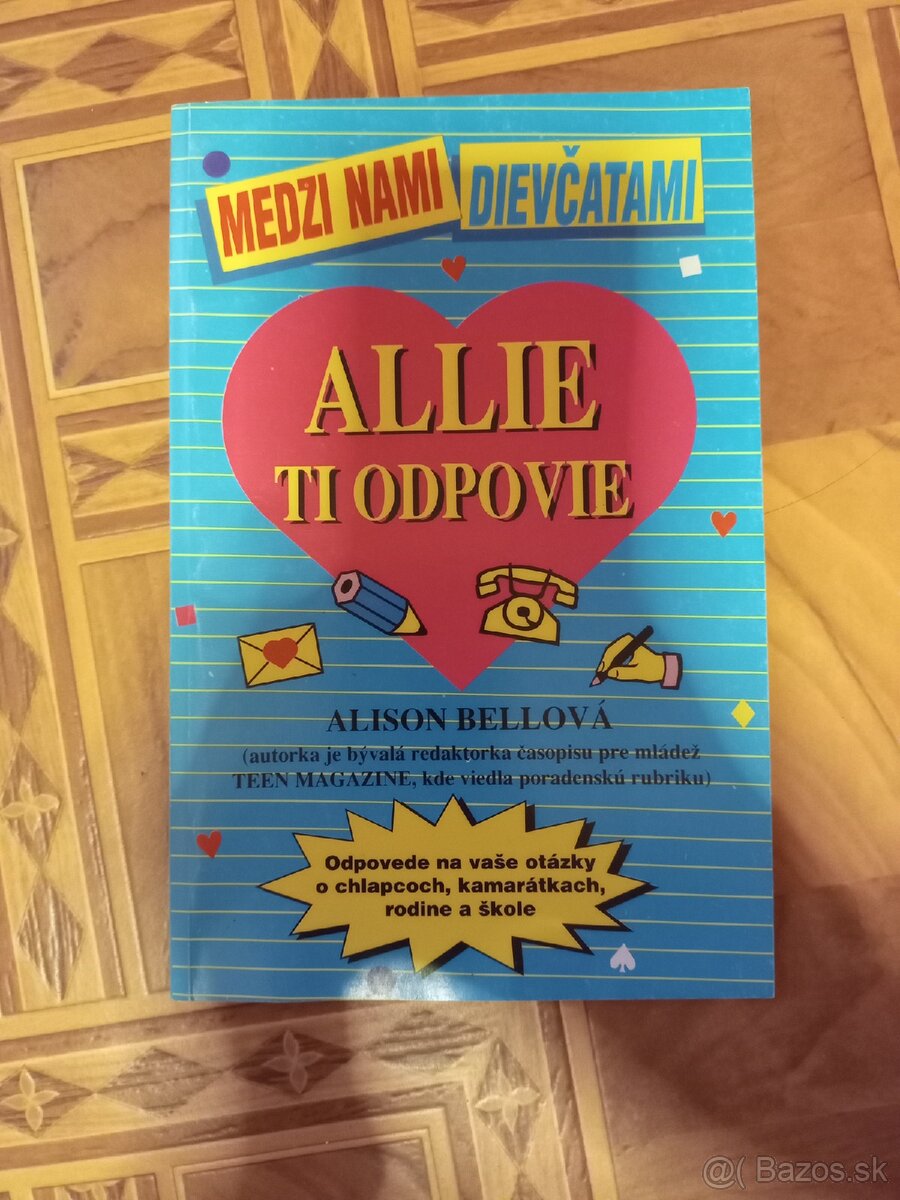 MEDZI NAMI DIEVČATAMI
ALLIE
TI ODPOVIE
ALISON BELLOVÁ
(autorka je bývalá redaktorka časopisu pre mládež
TEEN MAGAZINE, kde viedla poradenskú rubriku)
Odpovede na vaše otázky
o chlapcoch, kamarátkach,
rodine a škole
@( Bazos.sk